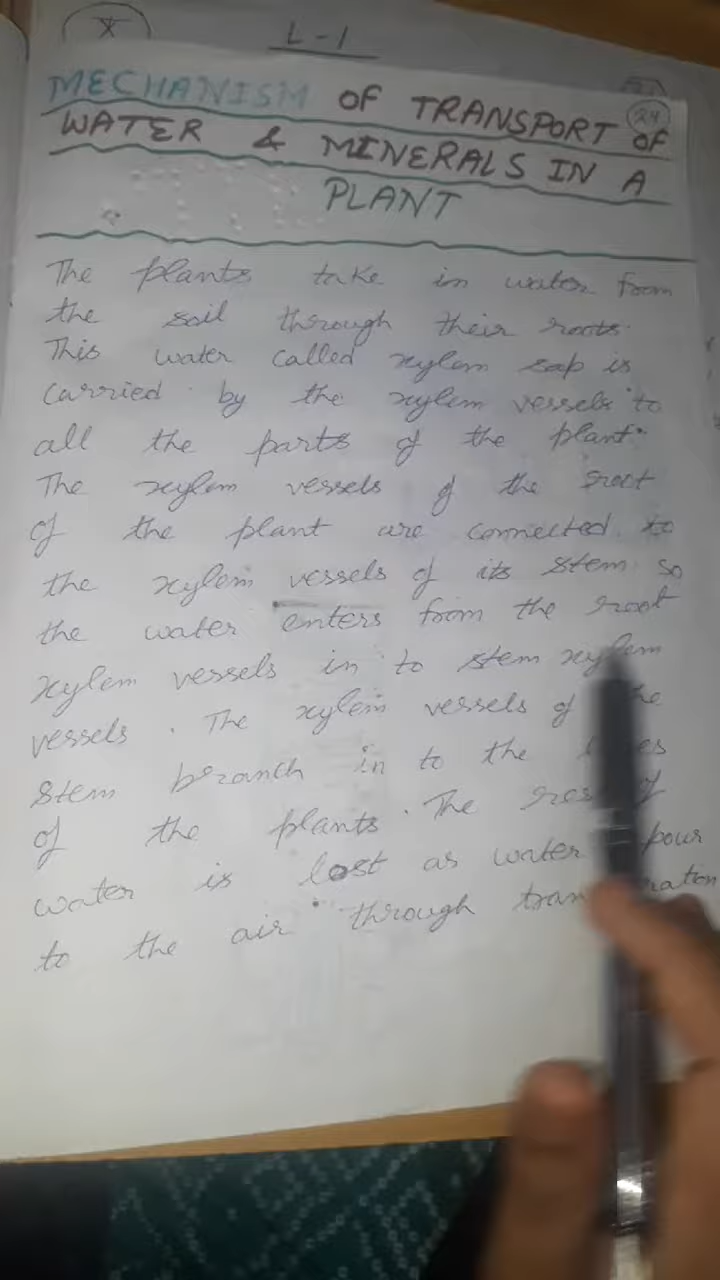 X
L-1
24
MECHANISM OF TRANSPORT OF
WATER & MINERALS IN A
PLANT
The plants take in water from
the soil through their roots.
This water called xylem sap is
carried by the xylem vessels to
all the parts of the plant.
The xylem vessels of the root
of the plant are connected to
the xylem vessels of its stem so
the water enters from the root
xylem vessels in to stem xylem
vessels. The xylem vessels of
stem branch in to the
of the plants. The of
water is lost as water
to the air through